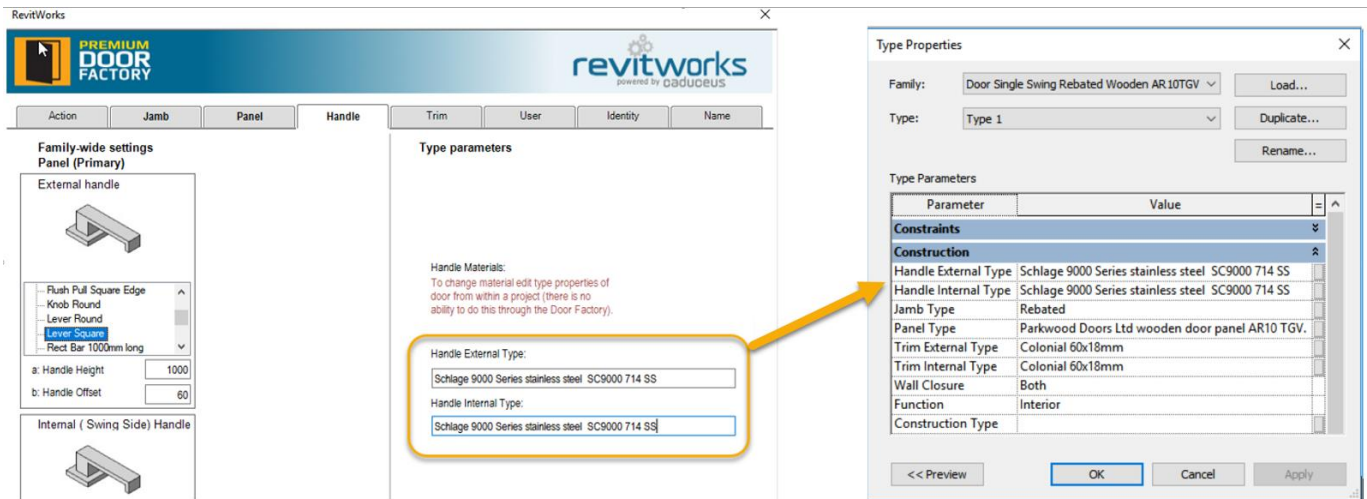 RevitWorks
PREMIUM
DOOR
FACTORY
revitworks
powered by caduceus
Action Jamb Panel Handle Trim User Identity Name
Family-wide settings
Panel (Primary)
External handle
Flush Pull Square Edge
Knob Round
Lever Round
Lever Square
Rect Bar 1000mm long
a: Handle Height 1000
b: Handle Offset 60
Internal ( Swing Side) Handle
Type parameters
Handle Materials:
To change material edit type properties of
door from within a project (there is no
ability to do this through the Door Factory).
Handle External Type:
Schlage 9000 Series stainless steel SC9000 714 SS
Handle Internal Type:
Schlage 9000 Series stainless steel SC9000 714 SS
Type Properties
Family: Door Single Swing Rebated Wooden AR10TGV Load...
Type: Type 1 Duplicate...
Rename...
Type Parameters
Parameter Value =
Constraints
Construction
Handle External Type Schlage 9000 Series stainless steel SC9000 714 SS
Handle Internal Type Schlage 9000 Series stainless steel SC9000 714 SS
Jamb Type Rebated
Panel Type Parkwood Doors Ltd wooden door panel AR10 TGV.
Trim External Type Colonial 60x18mm
Trim Internal Type Colonial 60x18mm
Wall Closure Both
Function Interior
Construction Type
<< Preview OK Cancel Apply